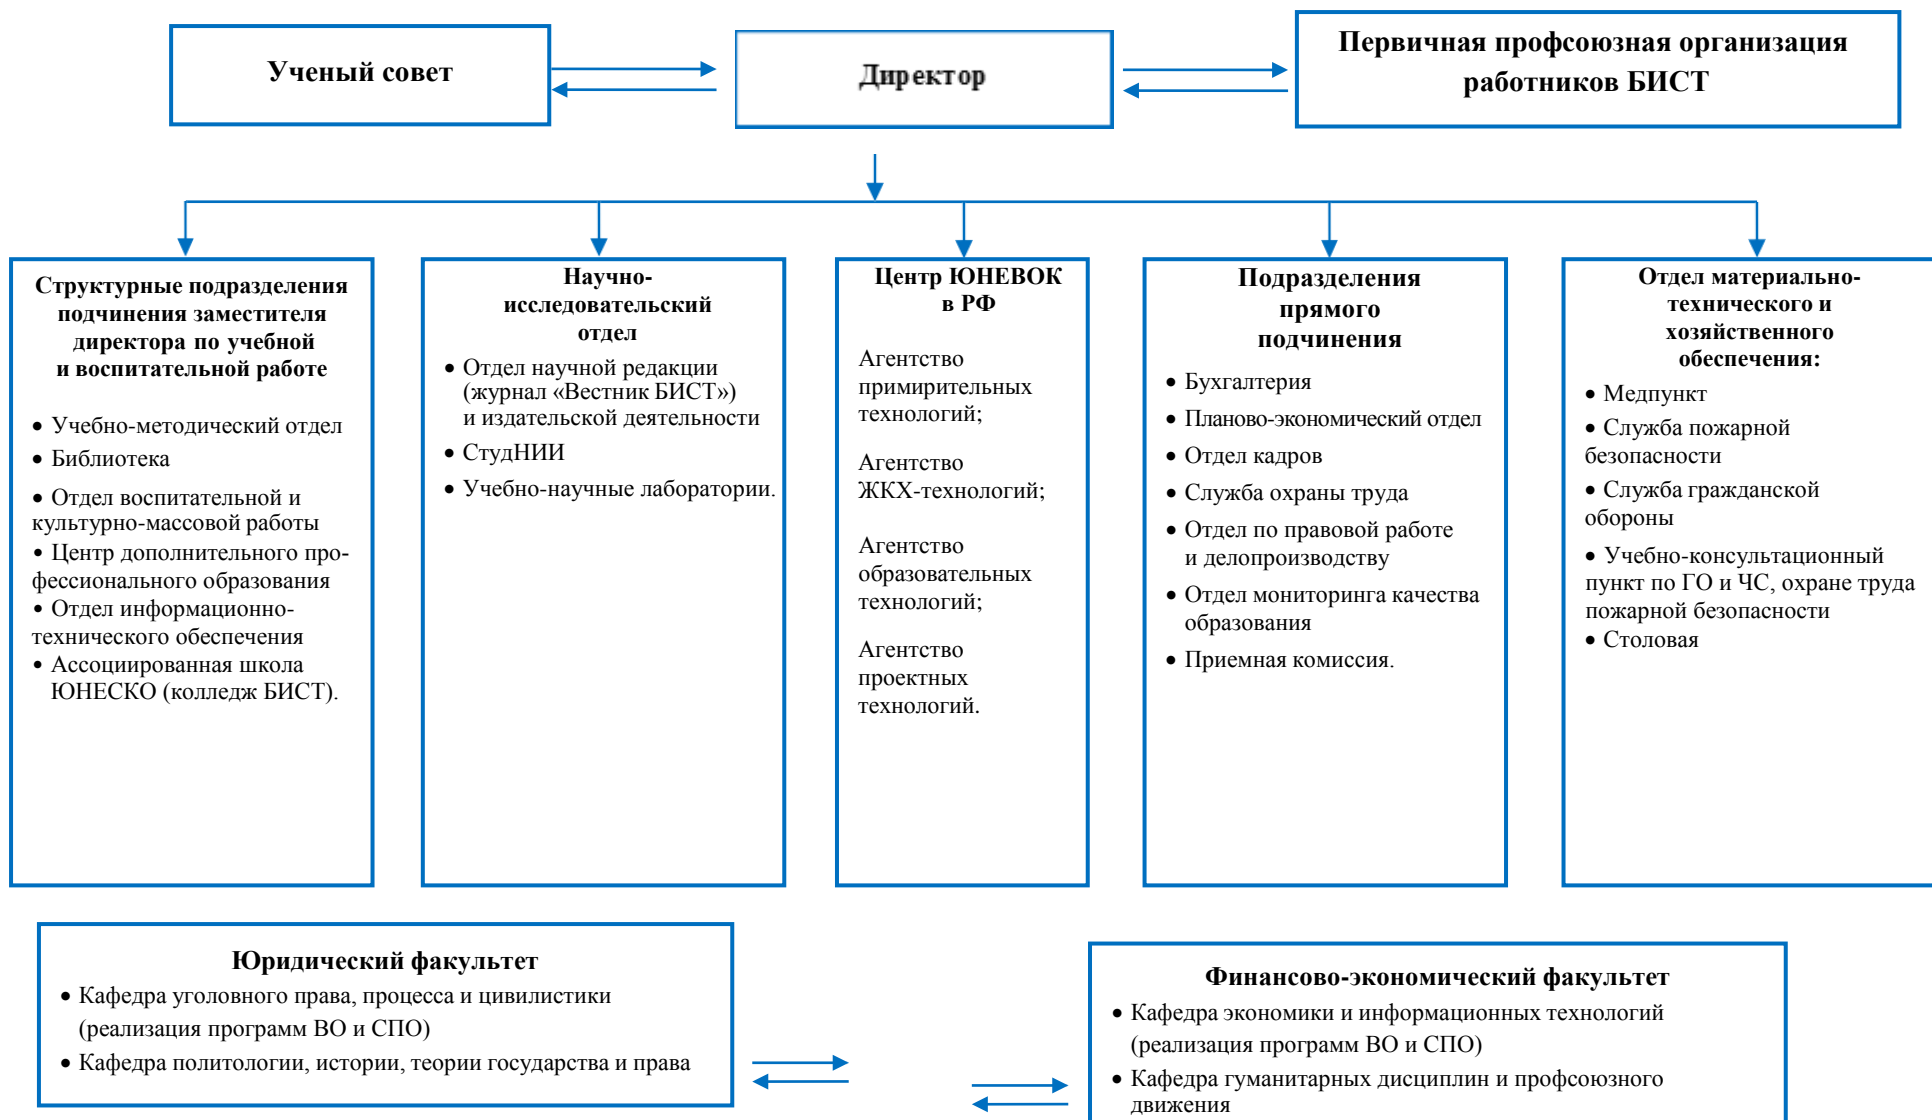 Ученый совет
Директор
Первичная профсоюзная организация
работников БИСТ
Структурные подразделения
подчинения заместителя
директора по учебной
и воспитательной работе
• Учебно-методический отдел
• Библиотека
• Отдел воспитательной и
культурно-массовой работы
• Центр дополнительного про-
фессионального образования
• Отдел информационно-
технического обеспечения
• Ассоциированная школа
ЮНЕСКО (колледж БИСТ).
Научно-
исследовательский
отдел
• Отдел научной редакции
(журнал «Вестник БИСТ»)
и издательской деятельности
• СтудНИИ
• Учебно-научные лаборатории.
Центр ЮНЕВОК
в РФ
Агентство
примирительных
технологий;
Агентство
ЖКХ-технологий;
Агентство
образовательных
технологий;
Агентство
проектных
технологий.
Подразделения
прямого
подчинения
• Бухгалтерия
• Планово-экономический отдел
• Отдел кадров
• Служба охраны труда
• Отдел по правовой работе
и делопроизводству
• Отдел мониторинга качества
образования
• Приемная комиссия.
Отдел материально-
технического и
хозяйственного
обеспечения:
• Медпункт
• Служба пожарной
безопасности
• Служба гражданской
обороны
• Учебно-консультационный
пункт по ГО и ЧС, охране труда
пожарной безопасности
• Столовая
Юридический факультет
• Кафедра уголовного права, процесса и цивилистики
(реализация программ ВО и СПО)
• Кафедра политологии, истории, теории государства и права
Финансово-экономический факультет
• Кафедра экономики и информационных технологий
(реализация программ ВО и СПО)
• Кафедра гуманитарных дисциплин и профсоюзного
движения